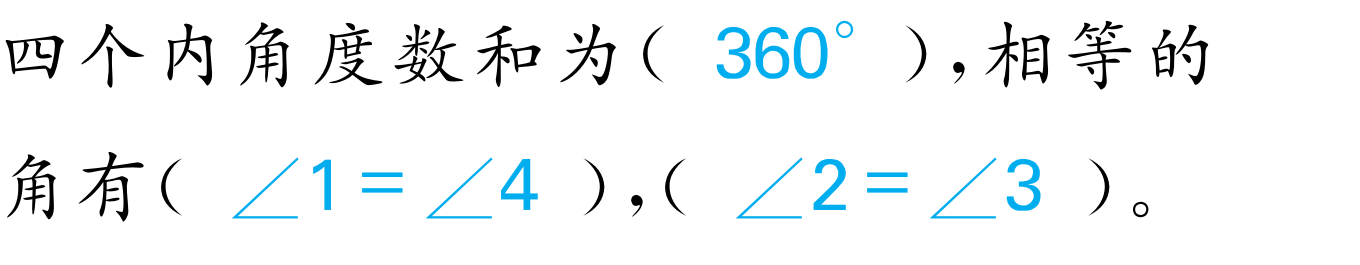 四个内角度数和为( 360° ),相等的
角有( ∠1=∠4 ),( ∠2=∠3 )。